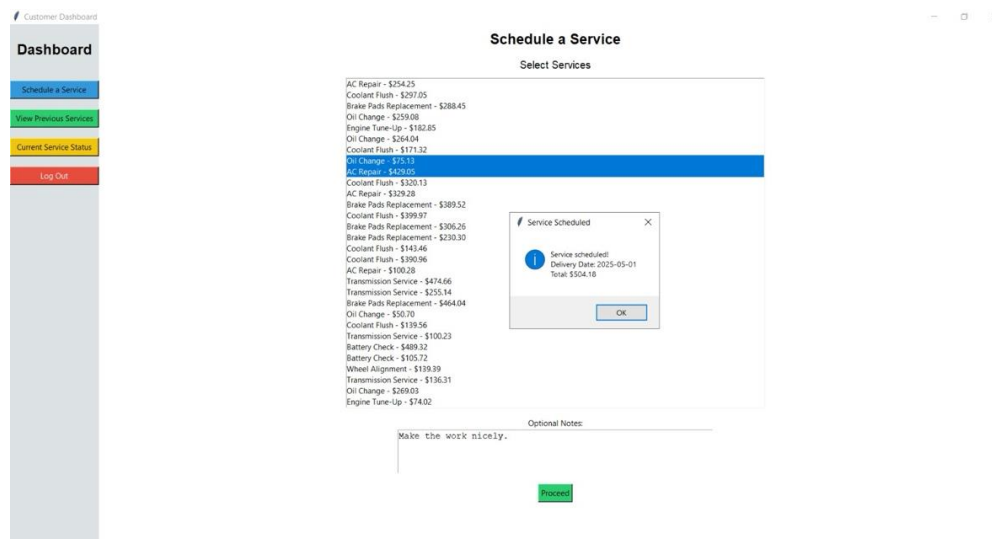 Customer Dashboard
Dashboard
Schedule a Service
View Previous Services
Current Service Status
Log Out
Schedule a Service
Select Services
AC Repair - $254.25
Coolant Flush - $297.05
Brake Pads Replacement - $288.45
Oil Change - $259.08
Engine Tune-Up - $182.85
Oil Change - $264.04
Coolant Flush - $171.32
Oil Change - $75.13
AC Repair - $429.05
Coolant Flush - $320.13
AC Repair - $329.28
Brake Pads Replacement - $389.52
Coolant Flush - $399.97
Brake Pads Replacement - $306.26
Brake Pads Replacement - $230.30
Coolant Flush - $143.46
Coolant Flush - $390.96
AC Repair - $100.28
Transmission Service - $474.66
Transmission Service - $255.14
Brake Pads Replacement - $464.04
Oil Change - $50.70
Coolant Flush - $139.56
Transmission Service - $100.23
Battery Check - $489.32
Battery Check - $105.72
Wheel Alignment - $139.39
Transmission Service - $136.31
Oil Change - $269.03
Engine Tune-Up - $74.02
Service Scheduled
Service scheduled!
Delivery Date: 2025-05-01
Total: $504.18
OK
Optional Notes:
Make the work nicely.
Proceed